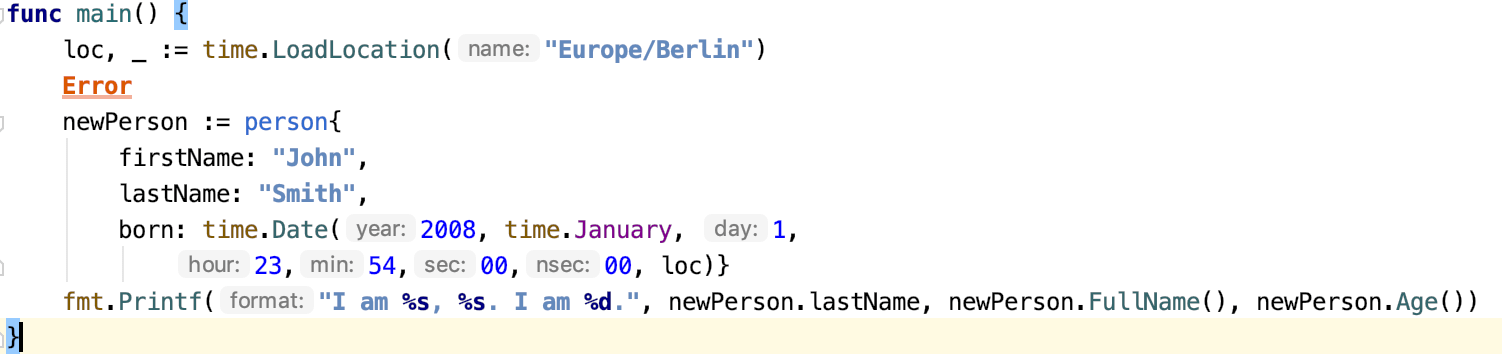 func main() {
    loc, _ := time.LoadLocation( name: "Europe/Berlin")
    Error
    newPerson := person{
        firstName: "John",
        lastName: "Smith",
        born: time.Date( year: 2008, time.January, day: 1,
            hour: 23, min: 54, sec: 00, nsec: 00, loc)}
    fmt.Printf( format: "I am %s, %s. I am %d.", newPerson.lastName, newPerson.FullName(), newPerson.Age())
}